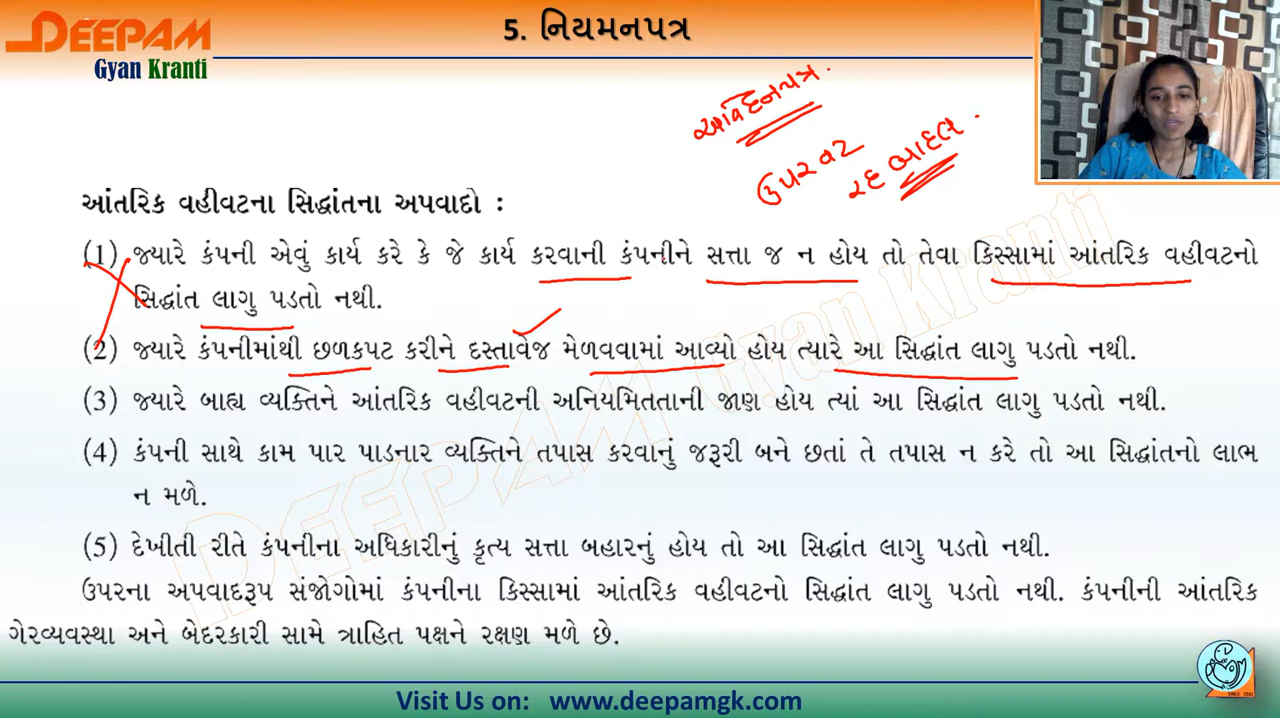 DEEPAM
Gyan Kranti
5. નિયમનપત્ર
આવેદનપત્ર.
ઉપરવટ
રદ બાદલ.
આંતરિક વહીવટના સિદ્ધાંતના અપવાદો :
(1) જ્યારે કંપની એવું કાર્ય કરે કે જે કાર્ય કરવાની કંપનીને સત્તા જ ન હોય તો તેવા કિસ્સામાં આંતરિક વહીવટનો
સિદ્ધાંત લાગુ પડતો નથી.
(2) જ્યારે કંપનીમાંથી છળકપટ કરીને દસ્તાવેજ મેળવવામાં આવ્યો હોય ત્યારે આ સિદ્ધાંત લાગુ પડતો નથી.
(3) જ્યારે બાહ્ય વ્યક્તિને આંતરિક વહીવટની અનિયમિતતાની જાણ હોય ત્યાં આ સિદ્ધાંત લાગુ પડતો નથી.
(4) કંપની સાથે કામ પાર પાડનાર વ્યક્તિને તપાસ કરવાનું જરૂરી બને છતાં તે તપાસ ન કરે તો આ સિદ્ધાંતનો લાભ
ન મળે.
(5) દેખીતી રીતે કંપનીના અધિકારીનું કૃત્ય સત્તા બહારનું હોય તો આ સિદ્ધાંત લાગુ પડતો નથી.
ઉપરના અપવાદરૂપ સંજોગોમાં કંપનીના કિસ્સામાં આંતરિક વહીવટનો સિદ્ધાંત લાગુ પડતો નથી. કંપનીની આંતરિક
ગેરવ્યવસ્થા અને બેદરકારી સામે ત્રાહિત પક્ષને રક્ષણ મળે છે.
DEEPAM Gyan Kranti
Visit Us on: www.deepamgk.com